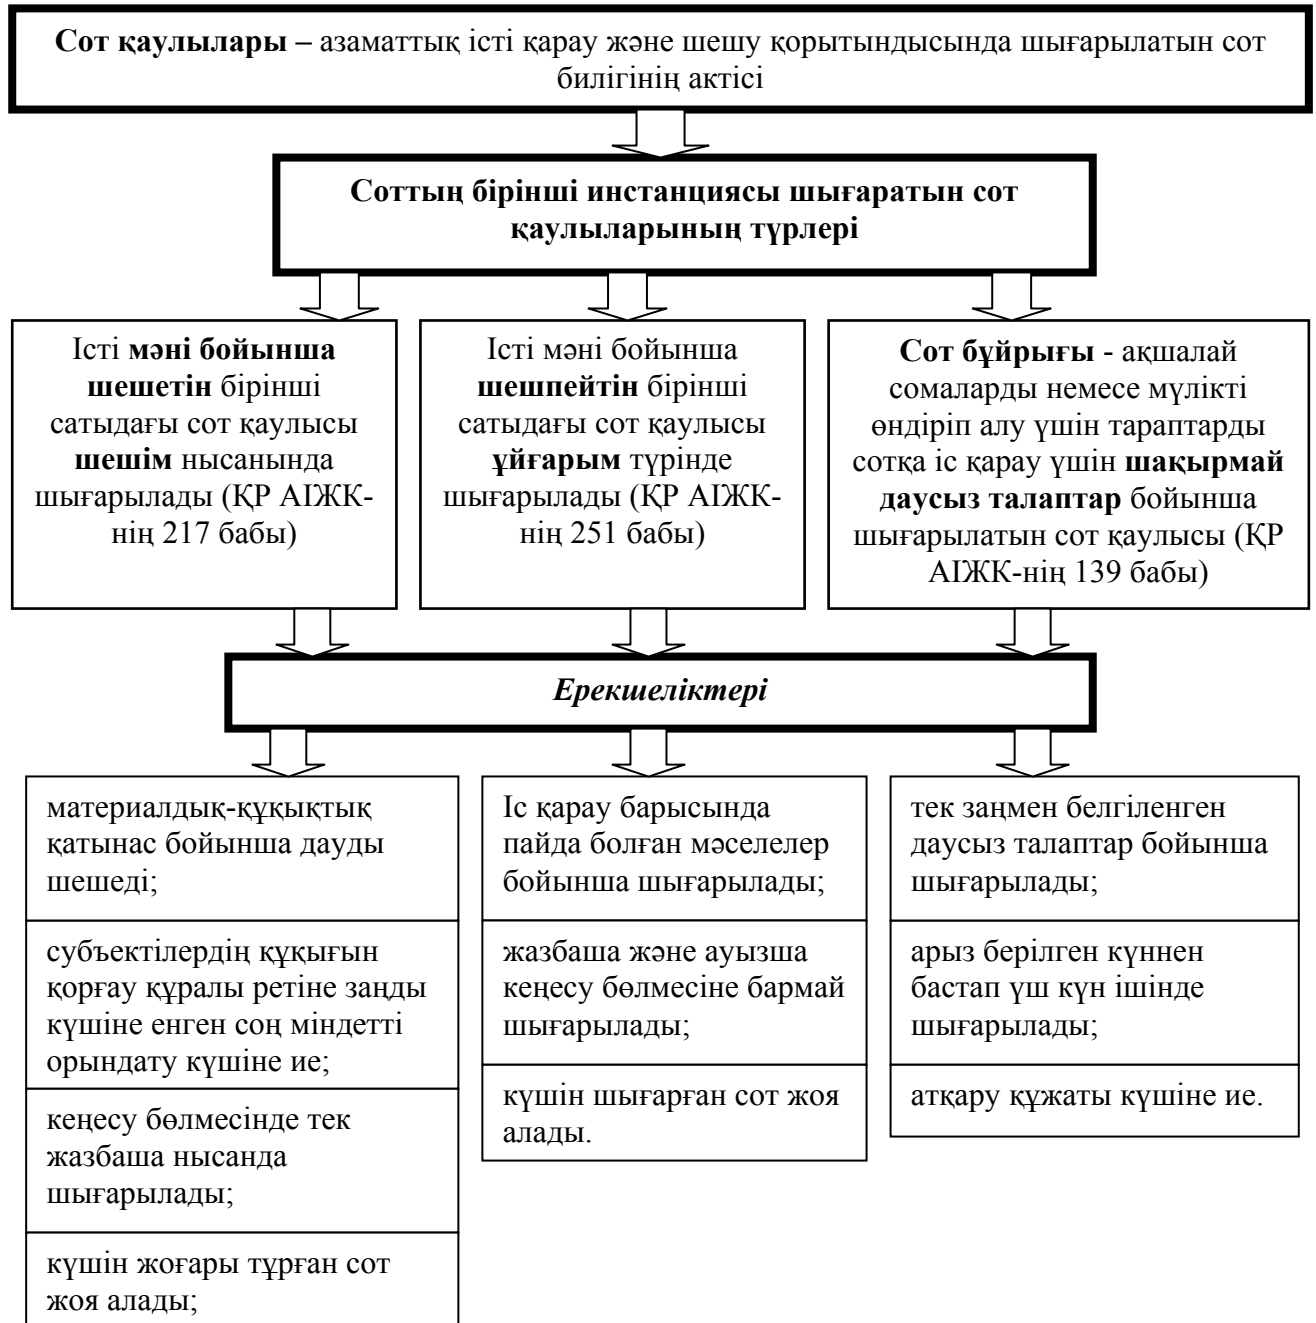 Сот қаулылары – азаматтық істі қарау және шешу қорытындысында шығарылатын сот
билігінің актісі
Соттың бірінші инстанциясы шығаратын сот
қаулыларының түрлері
Істі мәні бойынша
шешетін бірінші
сатыдағы сот қаулысы
шешім нысанында
шығарылады (ҚР АІЖК-
нің 217 бабы)
Істі мәні бойынша
шешпейтін бірінші
сатыдағы сот қаулысы
ұйғарым түрінде
шығарылады (ҚР АІЖК-
нің 251 бабы)
Сот бұйрығы - ақшалай
сомаларды немесе мүлікті
өндіріп алу үшін тараптарды
сотқа іс қарау үшін шақырмай
даусыз талаптар бойынша
шығарылатын сот қаулысы (ҚР
АІЖК-нің 139 бабы)
Ерекшеліктері
материалдық-құқықтық
қатынас бойынша дауды
шешеді;
субъектілердің құқығын
қорғау құралы ретіне заңды
күшіне енген соң міндетті
орындату күшіне ие;
кеңесу бөлмесінде тек
жазбаша нысанда
шығарылады;
күшін жоғары тұрған сот
жоя алады;
Іс қарау барысында
пайда болған мәселелер
бойынша шығарылады;
жазбаша және ауызша
кеңесу бөлмесіне бармай
шығарылады;
күшін шығарған сот жоя
алады.
тек заңмен белгіленген
даусыз талаптар бойынша
шығарылады;
арыз берілген күннен
бастап үш күн ішінде
шығарылады;
атқару құжаты күшіне ие.